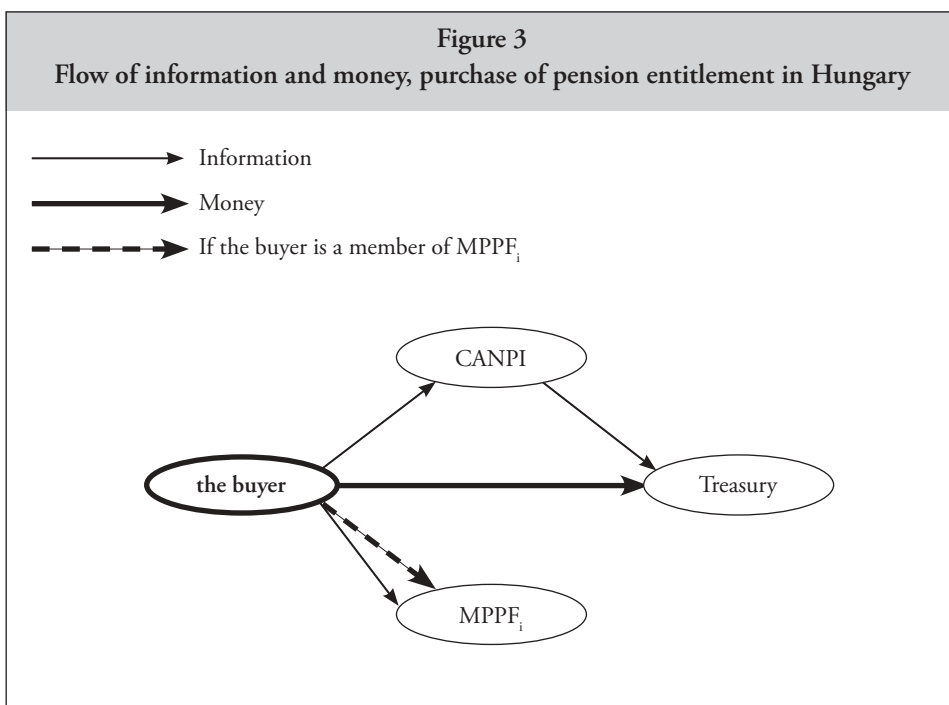 Figure 3
Flow of information and money, purchase of pension entitlement in Hungary
Information
Money
If the buyer is a member of MPPFi
CANPI
the buyer
Treasury
MPPFi